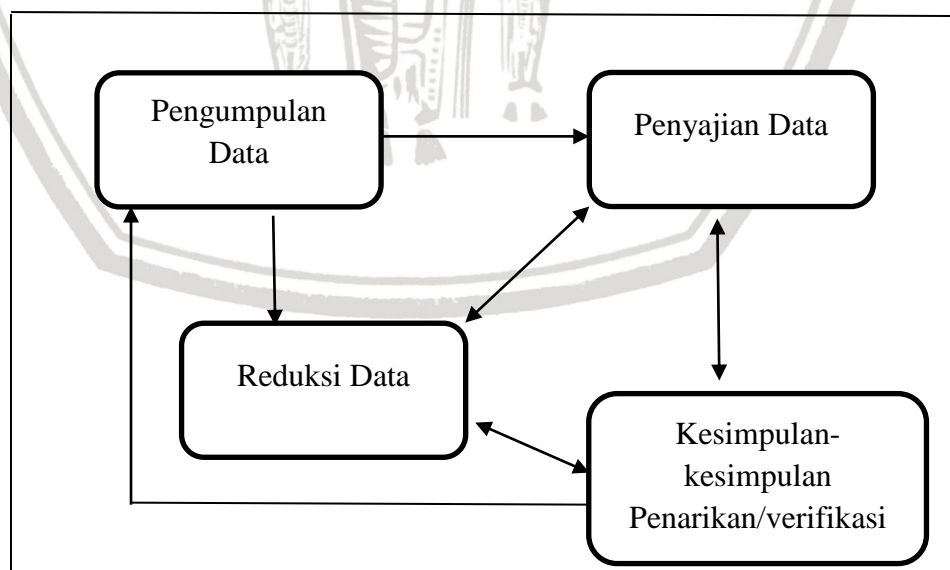 Pengumpulan
Data
Penyajian Data
Reduksi Data
Kesimpulan-
kesimpulan
Penarikan/verifikasi